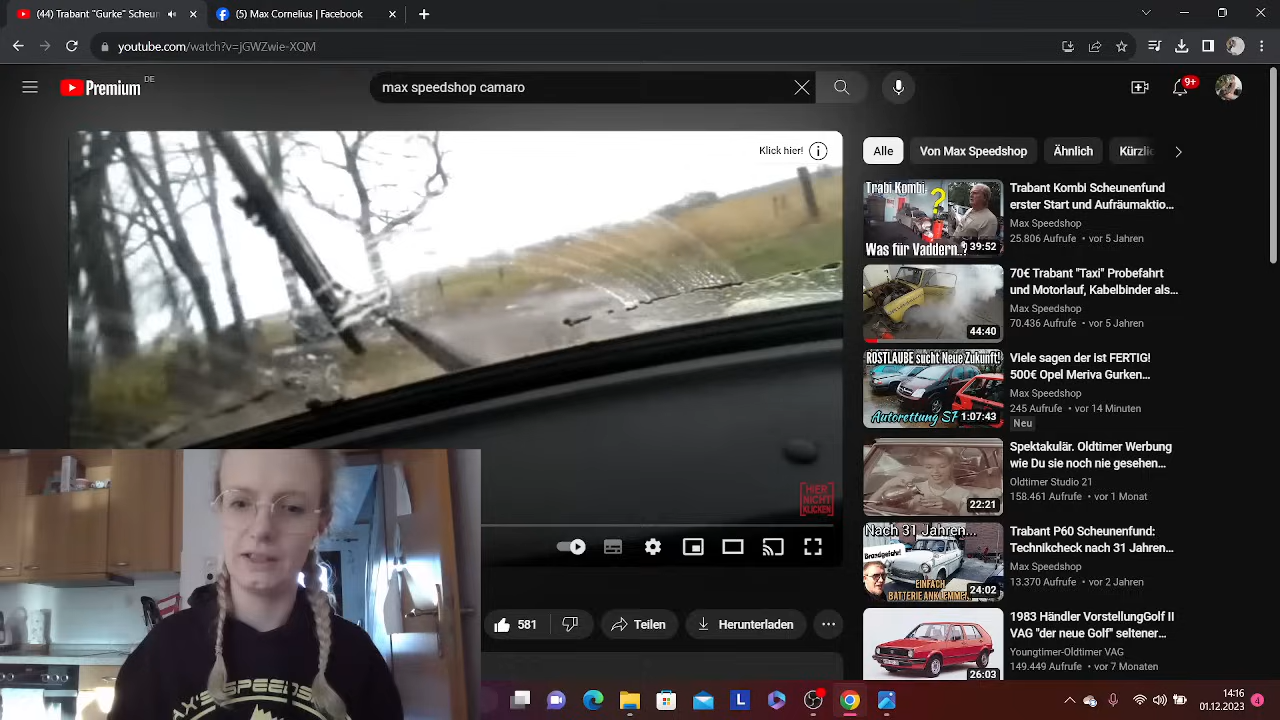 (44) Trabant "Gurke" Scheun
(5) Max Cornelius | Facebook
youtube.com/watch?v=jGWZwie-XQM
Premium DE
max speedshop camaro
9+
Klick hier!
HIER
NICHT
KLICKEN
581
Teilen
Herunterladen
Alle
Von Max Speedshop
Ähnlich
Kürzlic
Trabi Kombi
?
Was für Vadder
39:52
Trabant Kombi Scheunenfund
erster Start und Aufräumaktio...
Max Speedshop
25.806 Aufrufe • vor 5 Jahren
44:40
70€ Trabant "Taxi" Probefahrt
und Motorlauf, Kabelbinder als...
Max Speedshop
70.436 Aufrufe • vor 5 Jahren
ROSTLAUBE sucht Neue Zukunft!
Autorettung
1:07:43
Viele sagen der ist FERTIG!
500€ Opel Meriva Gurken...
Max Speedshop
245 Aufrufe • vor 14 Minuten
Neu
22:21
Spektakulär. Oldtimer Werbung
wie Du sie noch nie gesehen...
Oldtimer Studio 21
158.461 Aufrufe • vor 1 Monat
Nach 31 Jahren...
Brandgefahr!
EINFACH
BATTERIE ANKLEMMEN
24:02
Trabant P60 Scheunenfund:
Technikcheck nach 31 Jahren...
Max Speedshop
13.370 Aufrufe • vor 2 Jahren
26:03
1983 Händler VorstellungGolf II
VAG "der neue Golf" seltener...
Youngtimer-Oldtimer VAG
149.449 Aufrufe • vor 7 Monaten
L
14:16
01.12.2023
4